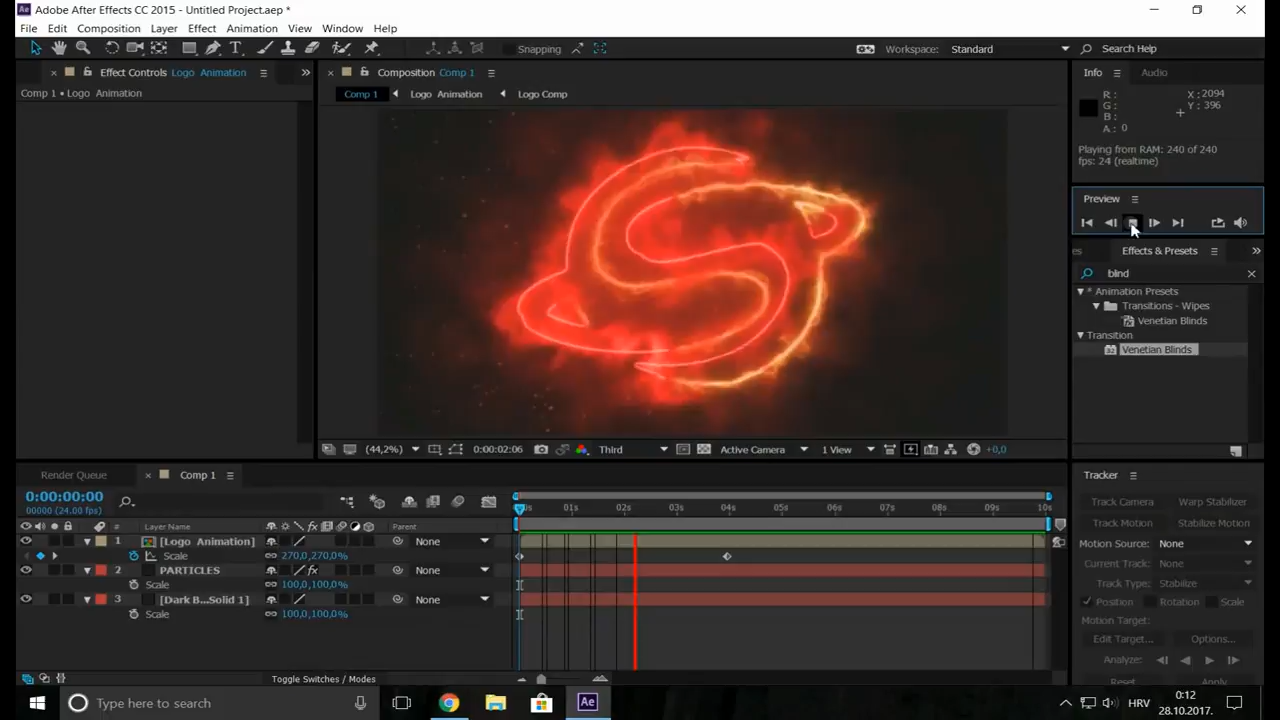 Adobe After Effects CC 2015 - Untitled Project.aep *
File Edit Composition Layer Effect Animation View Window Help
Snapping Workspace: Standard Search Help
Effect Controls Logo Animation
Comp 1 • Logo Animation
Composition Comp 1
Comp 1 Logo Animation Logo Comp
Info Audio
R: X: 2094
G: Y: 396
B:
A: 0
Playing from RAM: 240 of 240
fps: 24 (realtime)
Preview
es Effects & Presets
blind
* Animation Presets
Transitions - Wipes
Venetian Blinds
Transition
32 Venetian Blinds
(44,2%) 0:00:02:06 Third Active Camera 1 View +0,0
Render Queue Comp 1
0:00:00:00
00000 (24.00 fps)
# Layer Name Parent
1 [Logo Animation] None
Scale 270,0,270,0%
2 PARTICLES None
Scale 100,0,100,0%
3 [Dark B...Solid 1] None
Scale 100,0,100,0%
01s 02s 03s 04s 05s 06s 07s 08s 09s 10s
Toggle Switches / Modes
Tracker
Track Camera Warp Stabilizer
Track Motion Stabilize Motion
Motion Source: None
Current Track: None
Track Type: Stabilize
Position Rotation Scale
Motion Target:
Edit Target... Options...
Analyze:
Reset Apply
Type here to search
Ae
HRV
0:12
28.10.2017.